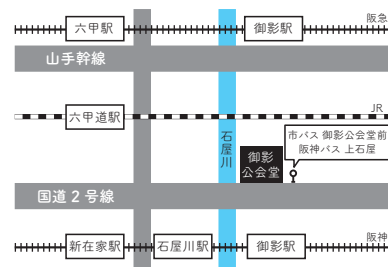 阪急
六甲駅
御影駅
山手幹線
JR
六甲道駅
石屋川
市バス 御影公会堂前
阪神バス 上石屋
御影
公会堂
国道2号線
阪神
新在家駅
石屋川駅
御影駅